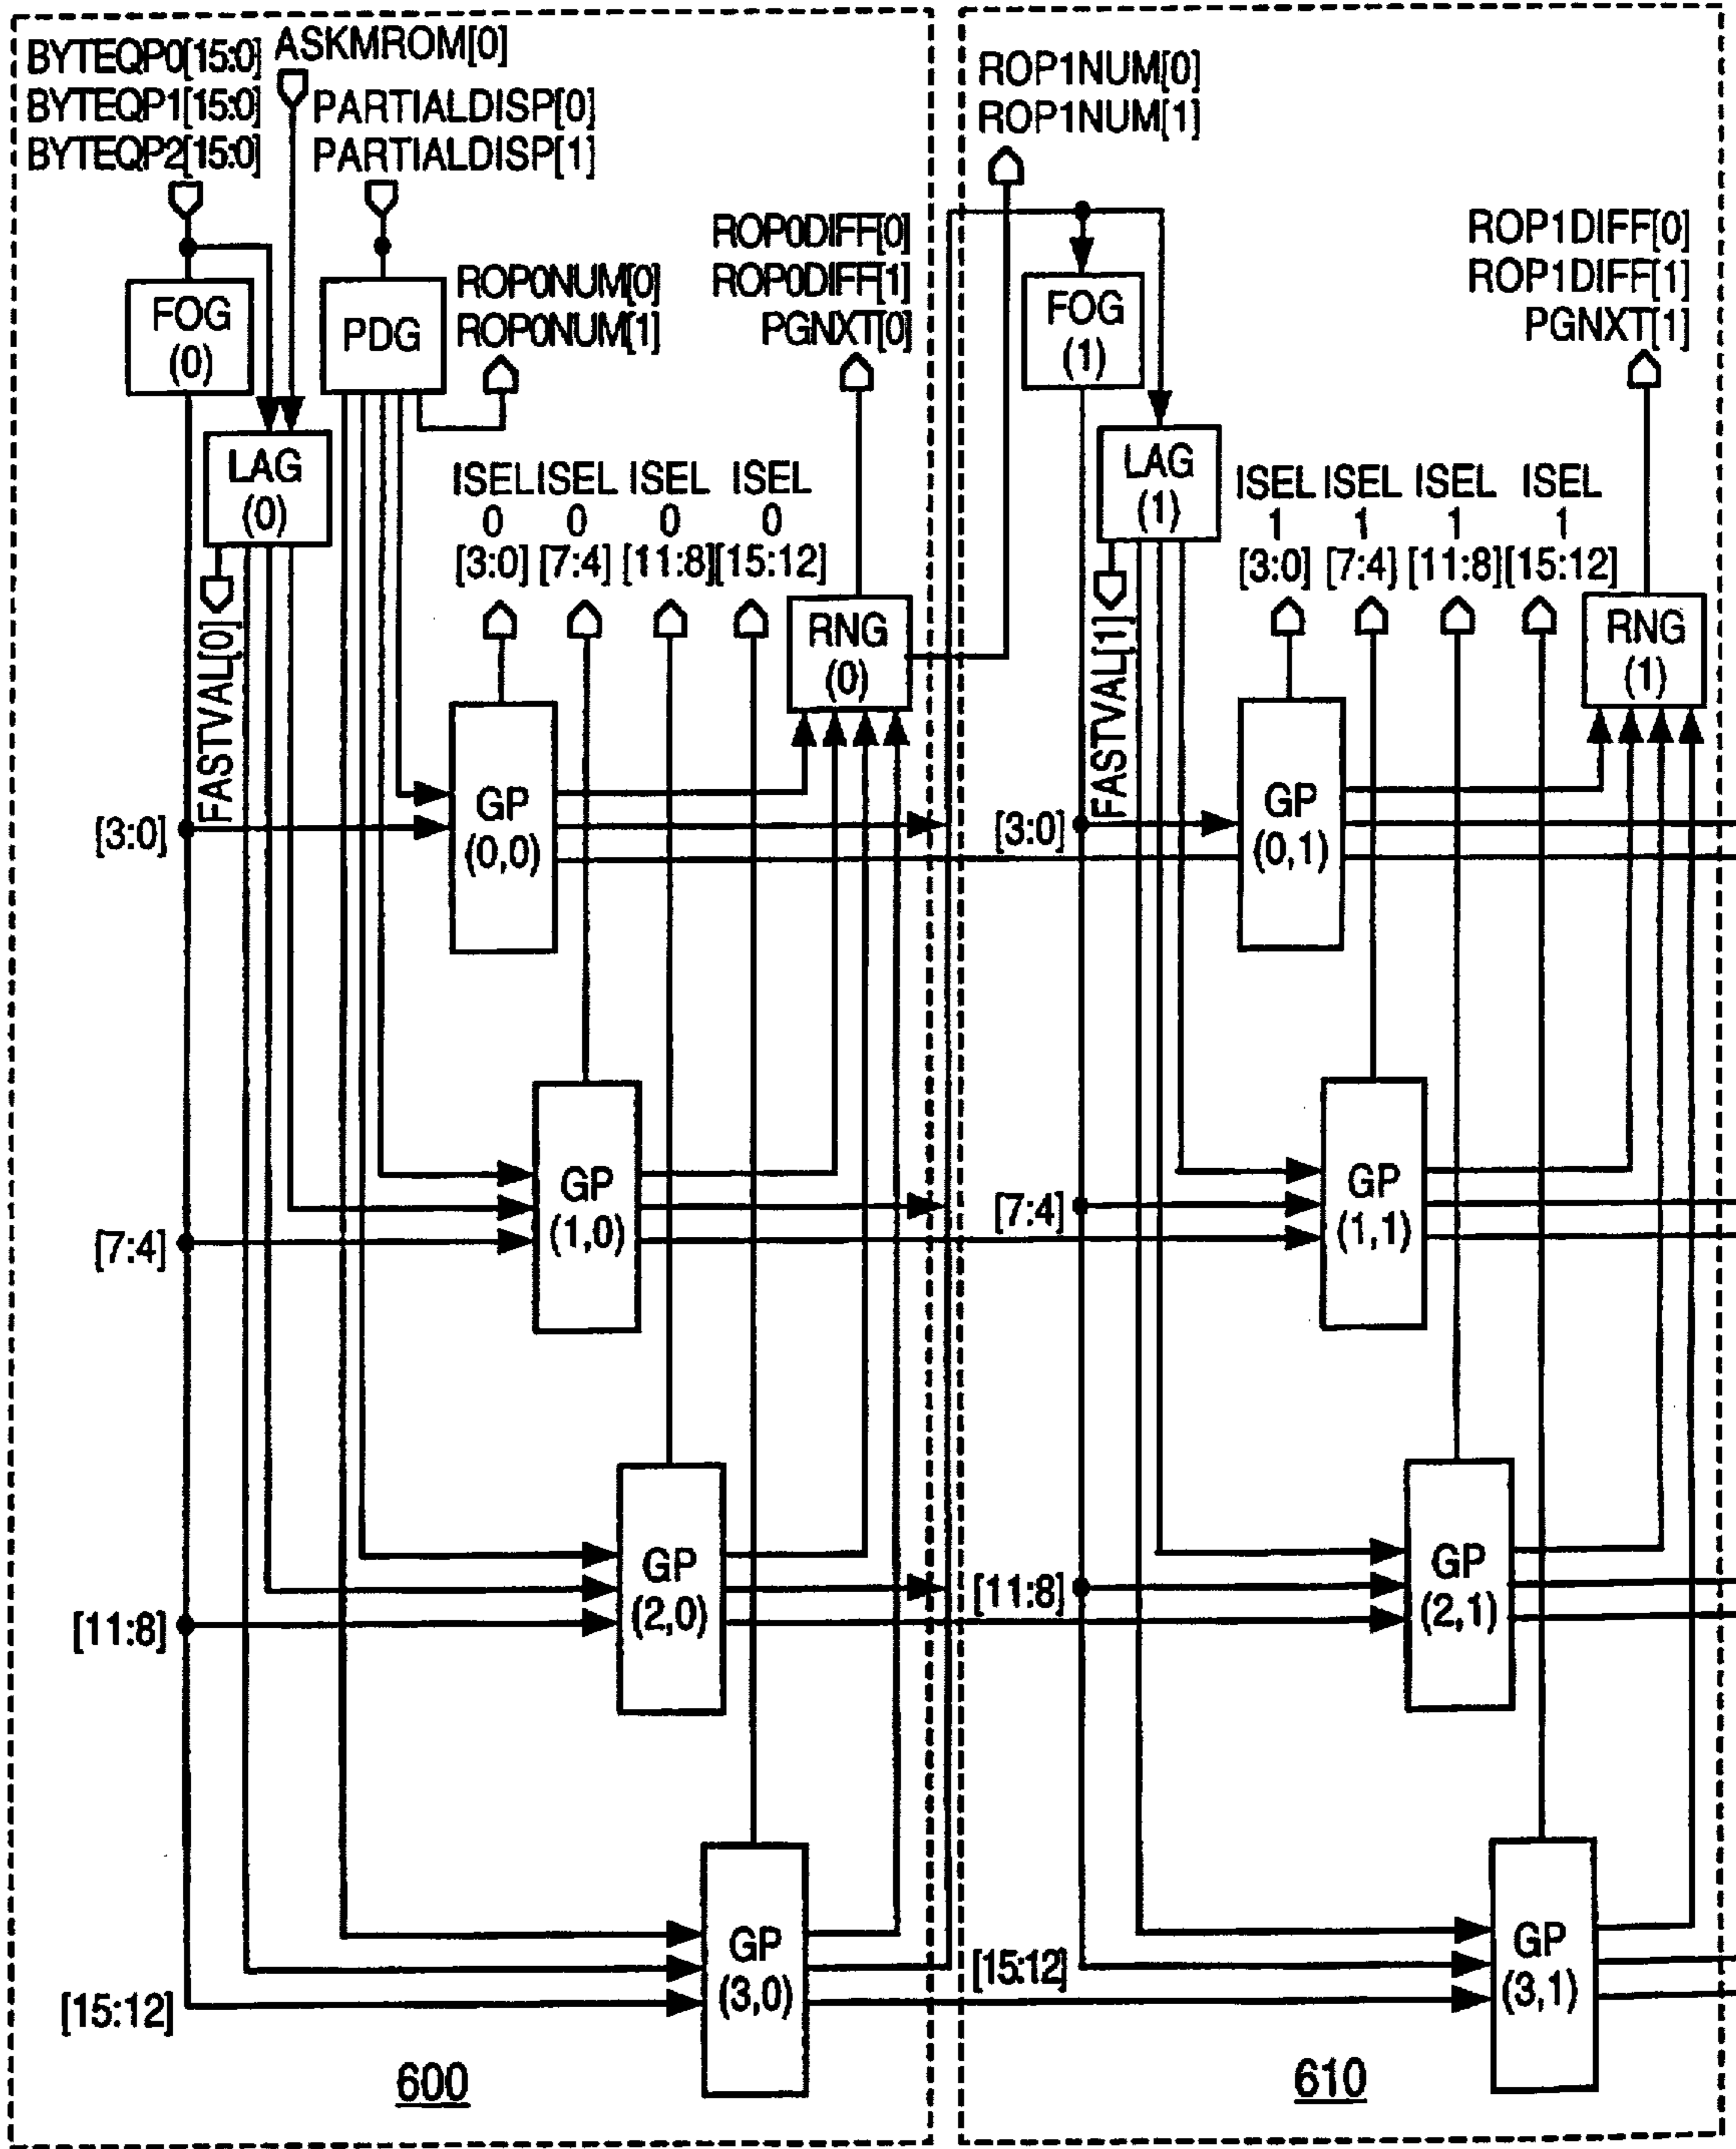 BYTEQP0[15:0]
BYTEQP1[15:0]
BYTEQP2[15:0]
ASKMROM[0]
PARTIALDISP[0]
PARTIALDISP[1]
FOG
(0)
LAG
(0)
PDG
ROP0NUM[0]
ROP0NUM[1]
ROP0DIFF[0]
ROP0DIFF[1]
PGNXT[0]
FASTVAL[0]
ISEL
0
[3:0]
ISEL
0
[7:4]
ISEL
0
[11:8]
ISEL
0
[15:12]
RNG
(0)
[3:0]
GP
(0,0)
[7:4]
GP
(1,0)
[11:8]
GP
(2,0)
[15:12]
GP
(3,0)
600
ROP1NUM[0]
ROP1NUM[1]
FOG
(1)
LAG
(1)
ROP1DIFF[0]
ROP1DIFF[1]
PGNXT[1]
FASTVAL[1]
ISEL
1
[3:0]
ISEL
1
[7:4]
ISEL
1
[11:8]
ISEL
1
[15:12]
RNG
(1)
[3:0]
GP
(0,1)
[7:4]
GP
(1,1)
[11:8]
GP
(2,1)
[15:12]
GP
(3,1)
610